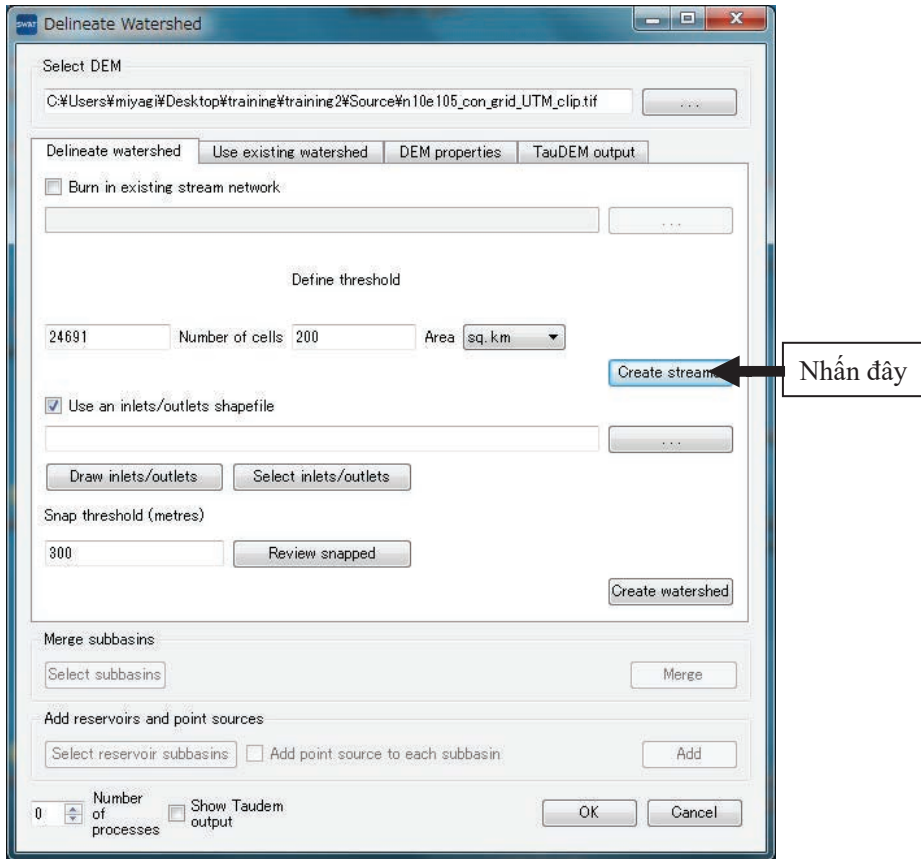 SWAT Delineate Watershed
Select DEM
C:¥Users¥miyagi¥Desktop¥training¥training2¥Source¥n10e105_con_grid_UTM_clip.tif ...
Delineate watershed Use existing watershed DEM properties TauDEM output
Burn in existing stream network
...
Define threshold
24691 Number of cells 200 Area sq. km
Create streams
Nhấn đây
Use an inlets/outlets shapefile
...
Draw inlets/outlets Select inlets/outlets
Snap threshold (metres)
300 Review snapped
Create watershed
Merge subbasins
Select subbasins Merge
Add reservoirs and point sources
Select reservoir subbasins Add point source to each subbasin Add
0 Number of processes Show Taudem output OK Cancel